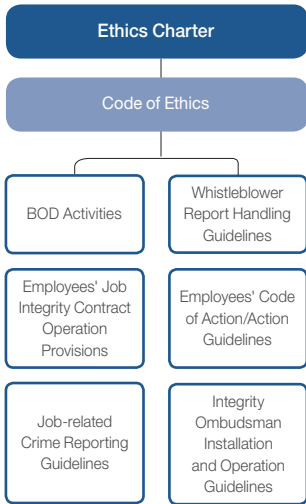 Ethics Charter
Code of Ethics
BOD Activities
Whistleblower
Report Handling
Guidelines
Employees' Job
Integrity Contract
Operation
Provisions
Employees' Code
of Action/Action
Guidelines
Job-related
Crime Reporting
Guidelines
Integrity
Ombudsman
Installation
and Operation
Guidelines